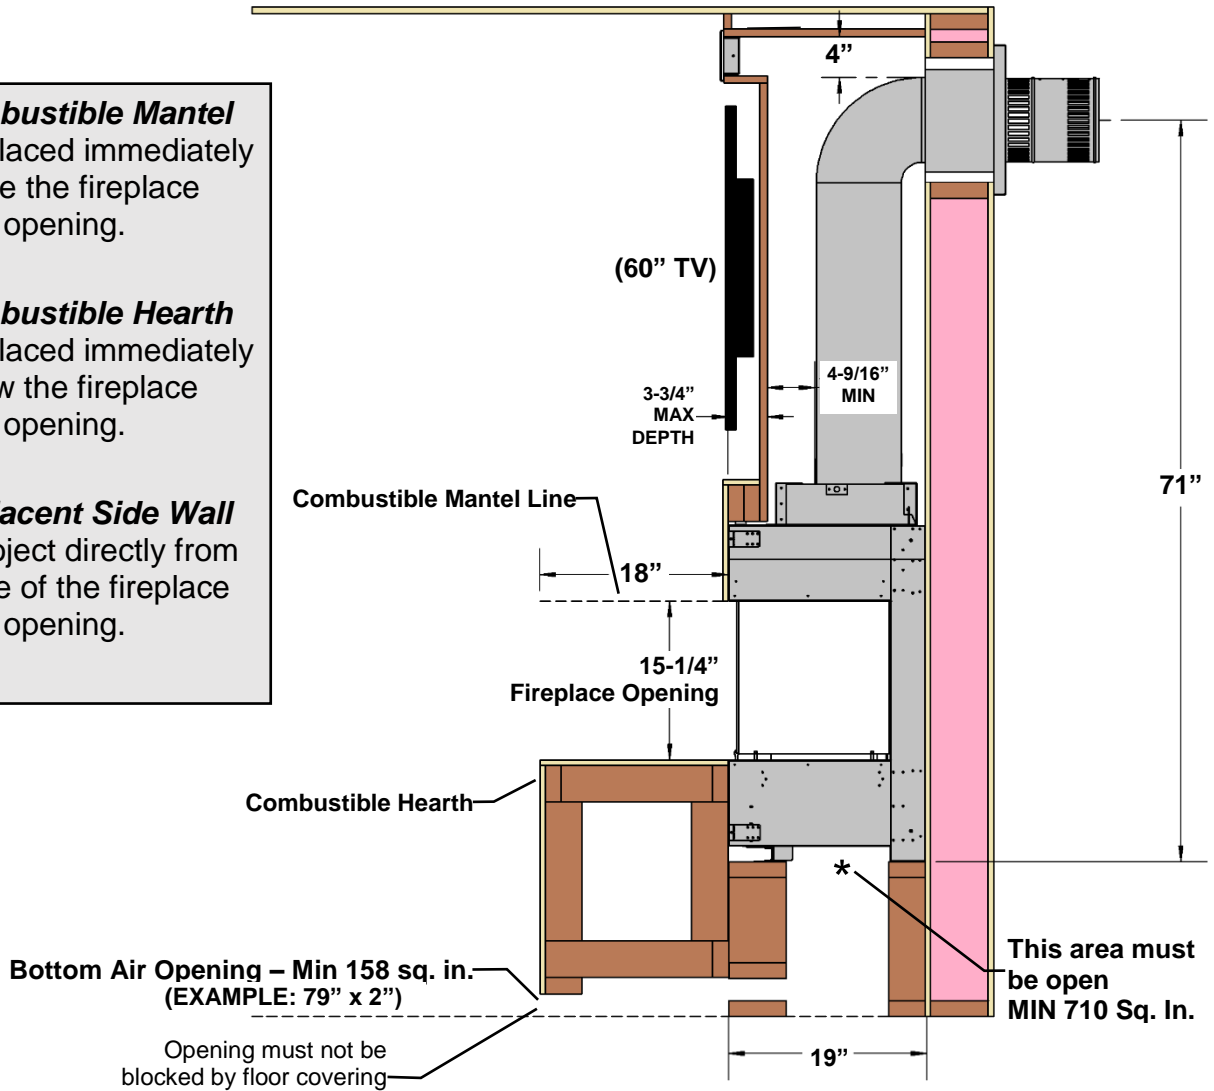 bustible Mantel
laced immediately
e the fireplace
opening.
bustible Hearth
laced immediately
w the fireplace
opening.
acent Side Wall
oject directly from
e of the fireplace
opening.
4”
(60” TV)
4-9/16”
MIN
3-3/4”
MAX
DEPTH
71”
Combustible Mantel Line
18”
15-1/4”
Fireplace Opening
Combustible Hearth
*
Bottom Air Opening – Min 158 sq. in.
(EXAMPLE: 79” x 2”)
This area must
be open
MIN 710 Sq. In.
Opening must not be
blocked by floor covering
19”